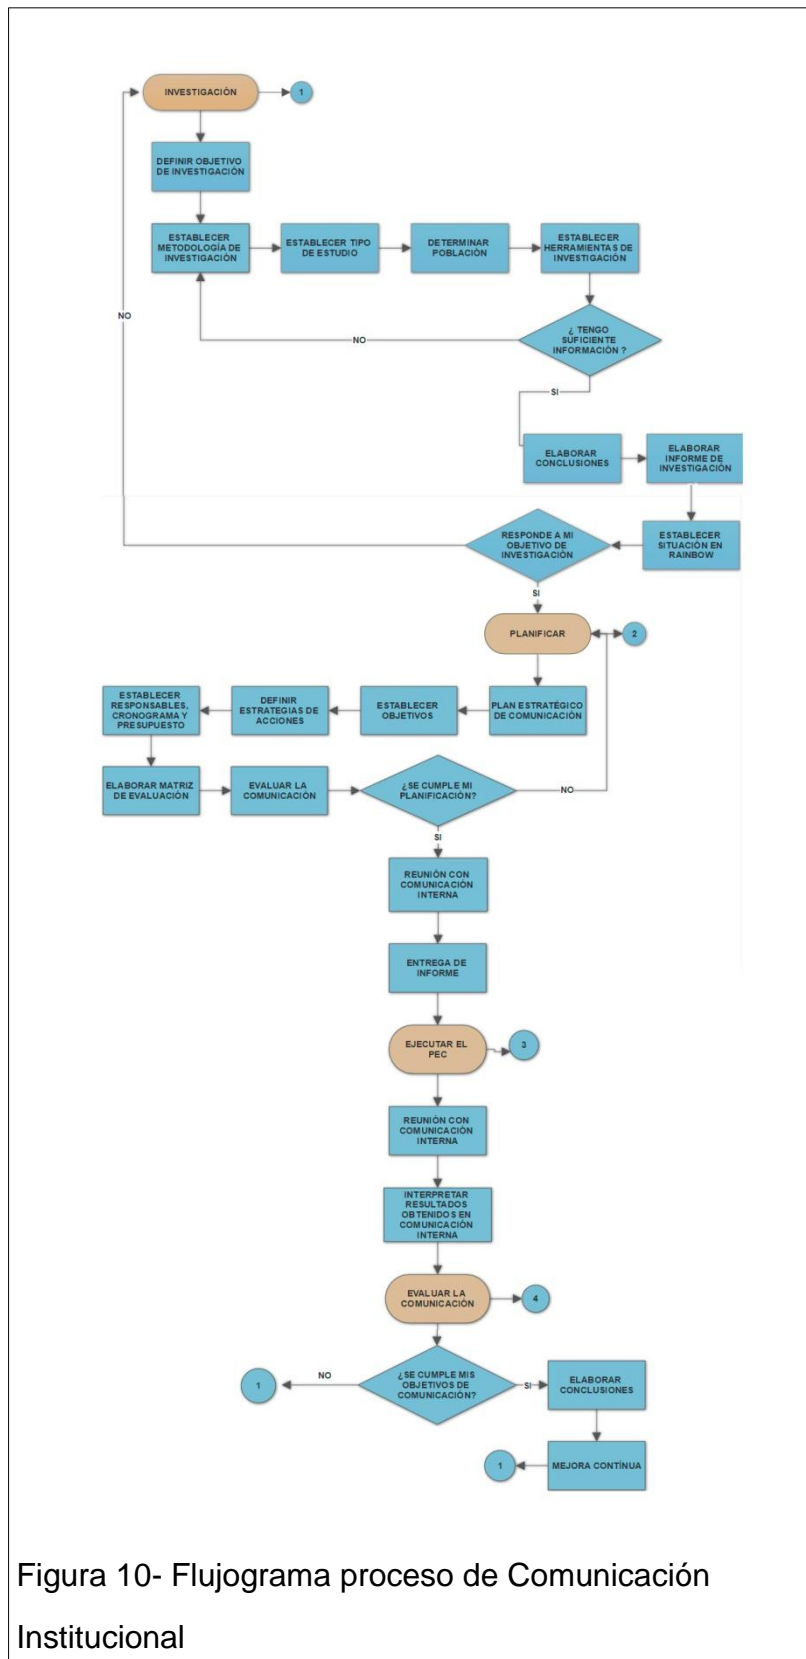 INVESTIGACIÓN
1
DEFINIR OBJETIVO
DE INVESTIGACIÓN
ESTABLECER
METODOLOGÍA DE
INVESTIGACIÓN
ESTABLECER TIPO
DE ESTUDIO
DETERMINAR
POBLACIÓN
ESTABLECER
HERRAMIENTAS DE
INVESTIGACIÓN
NO
¿ TENGO
SUFICIENTE
INFORMACIÓN ?
NO
SI
ELABORAR
CONCLUSIONES
ELABORAR
INFORME DE
INVESTIGACIÓN
RESPONDE A MI
OBJETIVO DE
INVESTIGACIÓN
ESTABLECER
SITUACIÓN EN
RAINBOW
SI
PLANIFICAR
2
ESTABLECER
RESPONSABLES,
CRONOGRAMA Y
PRESUPUESTO
DEFINIR
ESTRATEGIAS DE
ACCIONES
ESTABLECER
OBJETIVOS
PLAN ESTRATÉGICO
DE COMUNICACIÓN
ELABORAR MATRIZ
DE EVALUACIÓN
EVALUAR LA
COMUNICACIÓN
¿SE CUMPLE MI
PLANIFICACIÓN?
NO
SI
REUNIÓN CON
COMUNICACIÓN
INTERNA
ENTREGA DE
INFORME
EJECUTAR EL
PEC
3
REUNIÓN CON
COMUNICACIÓN
INTERNA
INTERPRETAR
RESULTADOS
OBTENIDOS EN
COMUNICACIÓN
INTERNA
EVALUAR LA
COMUNICACIÓN
4
1
NO
¿SE CUMPLE MIS
OBJETIVOS DE
COMUNICACIÓN?
SI
ELABORAR
CONCLUSIONES
1
MEJORA CONTÍNUA
Figura 10- Flujograma proceso de Comunicación
Institucional